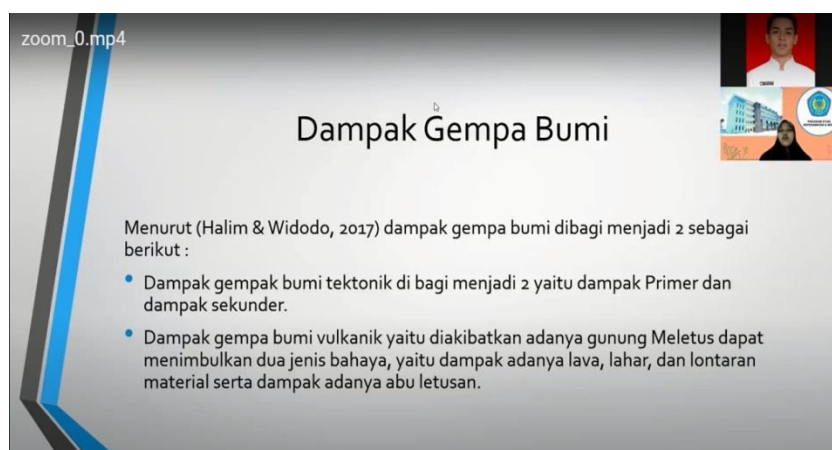 zoom_0.mp4
Dampak Gempa Bumi
Menurut (Halim & Widodo, 2017) dampak gempa bumi dibagi menjadi 2 sebagai
berikut :
• Dampak gempak bumi tektonik di bagi menjadi 2 yaitu dampak Primer dan
dampak sekunder.
• Dampak gempa bumi vulkanik yaitu diakibatkan adanya gunung Meletus dapat
menimbulkan dua jenis bahaya, yaitu dampak adanya lava, lahar, dan lontaran
material serta dampak adanya abu letusan.